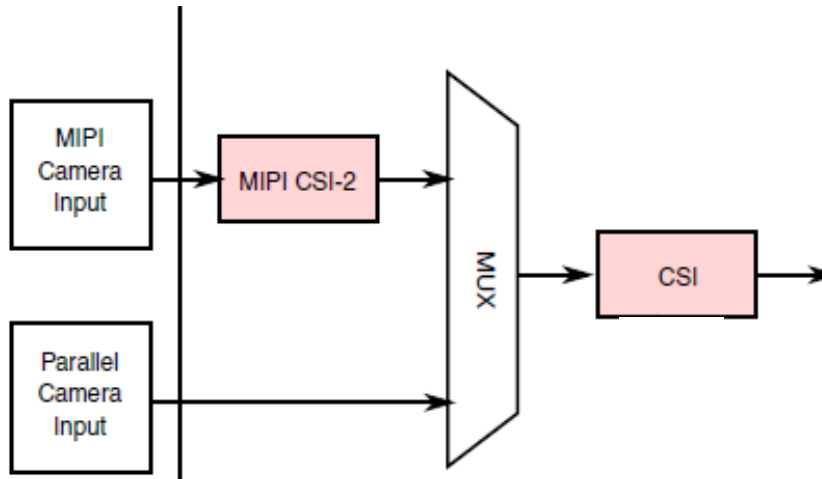 MIPI
Camera
Input
MIPI CSI-2
MUX
CSI
Parallel
Camera
Input